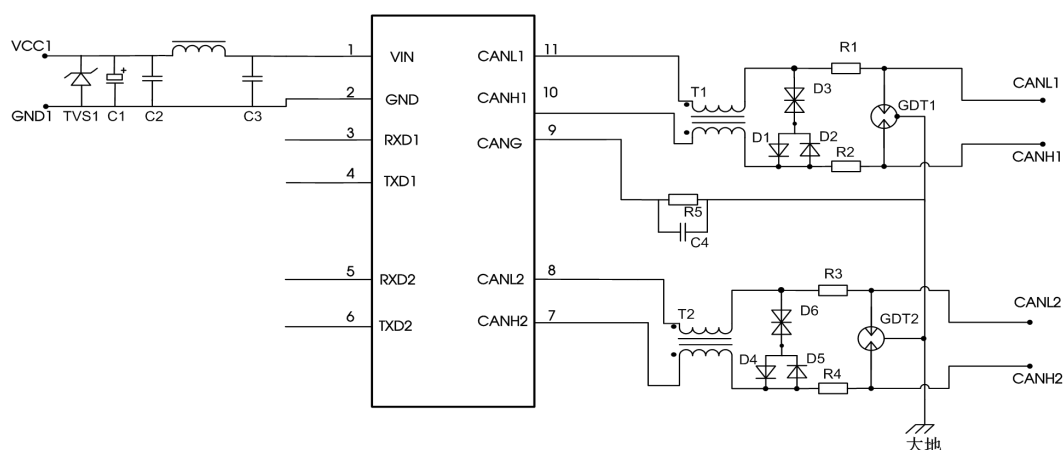 VCC1
GND1
TVS1
C1
+
C2
C3
1
VIN
2
GND
3
RXD1
4
TXD1
5
RXD2
6
TXD2
CANL1
11
CANH1
10
CANG
9
CANL2
8
CANH2
7
T1
D3
D1
D2
R1
R2
GDT1
CANL1
CANH1
R5
C4
T2
D6
D4
D5
R3
R4
GDT2
CANL2
CANH2
大地